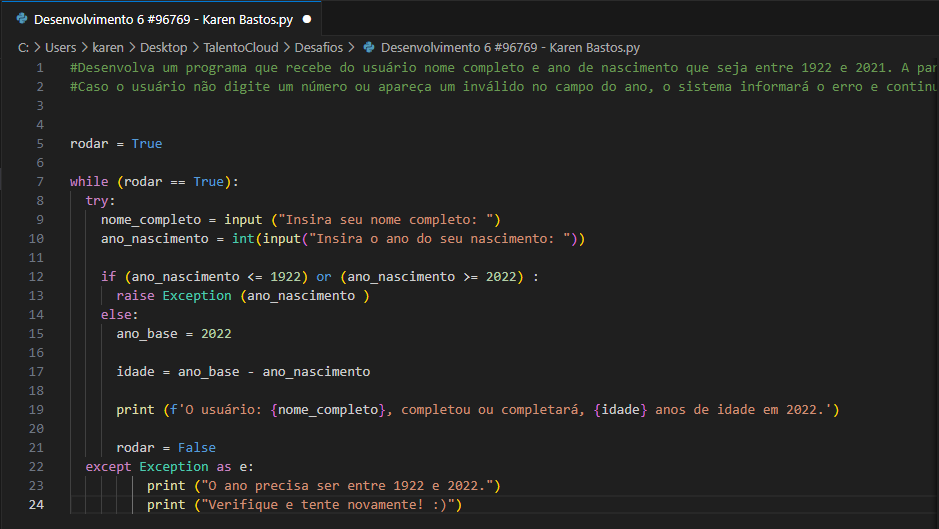 Desenvolvimento 6 #96769 - Karen Bastos.py
C: > Users > karen > Desktop > TalentoCloud > Desafios > Desenvolvimento 6 #96769 - Karen Bastos.py
1 #Desenvolva um programa que recebe do usuário nome completo e ano de nascimento que seja entre 1922 e 2021. A par
2 #Caso o usuário não digite um número ou apareça um inválido no campo do ano, o sistema informará o erro e continu
3
4
5 rodar = True
6
7 while (rodar == True):
8 try:
9 nome_completo = input ("Insira seu nome completo: ")
10 ano_nascimento = int(input("Insira o ano do seu nascimento: "))
11
12 if (ano_nascimento <= 1922) or (ano_nascimento >= 2022) :
13 raise Exception (ano_nascimento )
14 else:
15 ano_base = 2022
16
17 idade = ano_base - ano_nascimento
18
19 print (f'O usuário: {nome_completo}, completou ou completará, {idade} anos de idade em 2022.')
20
21 rodar = False
22 except Exception as e:
23 print ("O ano precisa ser entre 1922 e 2022.")
24 print ("Verifique e tente novamente! :)")